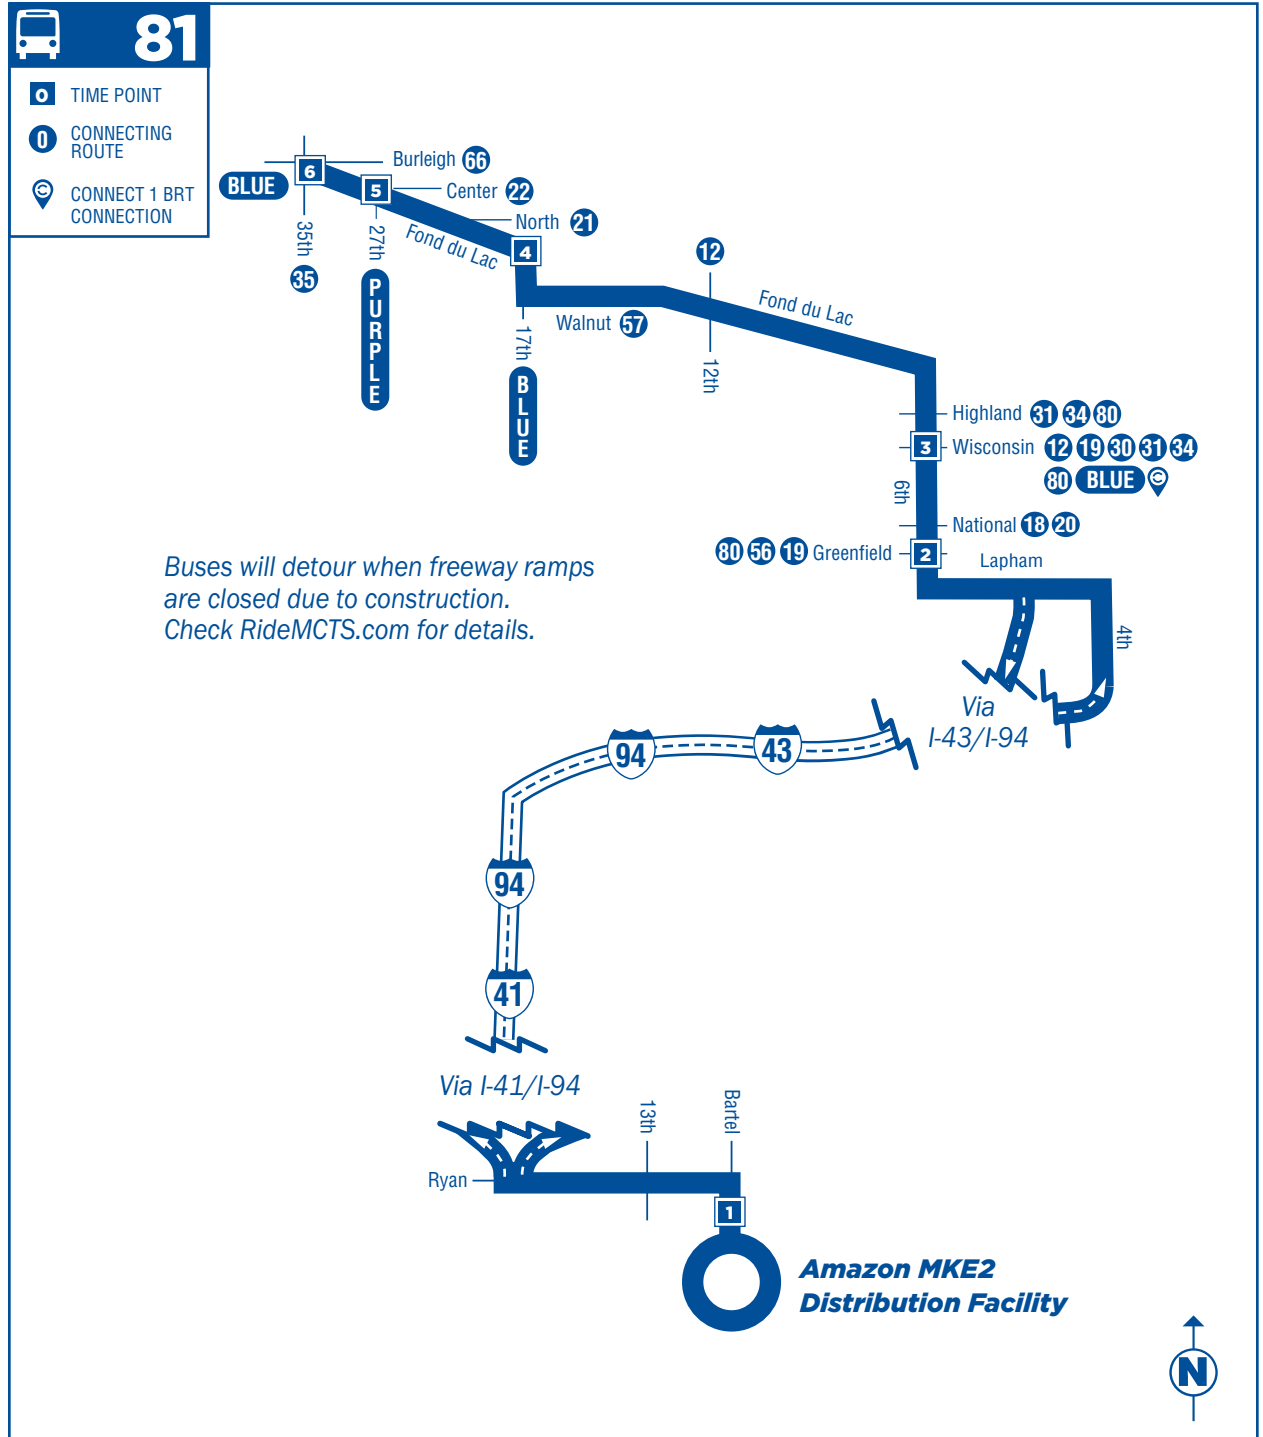 81
0 TIME POINT
0 CONNECTING
ROUTE
C CONNECT 1 BRT
CONNECTION
6
BLUE
Burleigh 66
5
Center 22
North 21
4
35th
35
27th
PURPLE
Fond du Lac
Walnut 57
17th
BLUE
12
12th
Fond du Lac
Highland 31 34 80
3 Wisconsin 12 19 30 31 34
80 BLUE C
6th
National 18 20
80 56 19 Greenfield 2
Lapham
4th
Buses will detour when freeway ramps
are closed due to construction.
Check RideMCTS.com for details.
Via
I-43/I-94
94
43
94
41
Via I-41/I-94
13th
Bartel
Ryan
1
Amazon MKE2
Distribution Facility
N